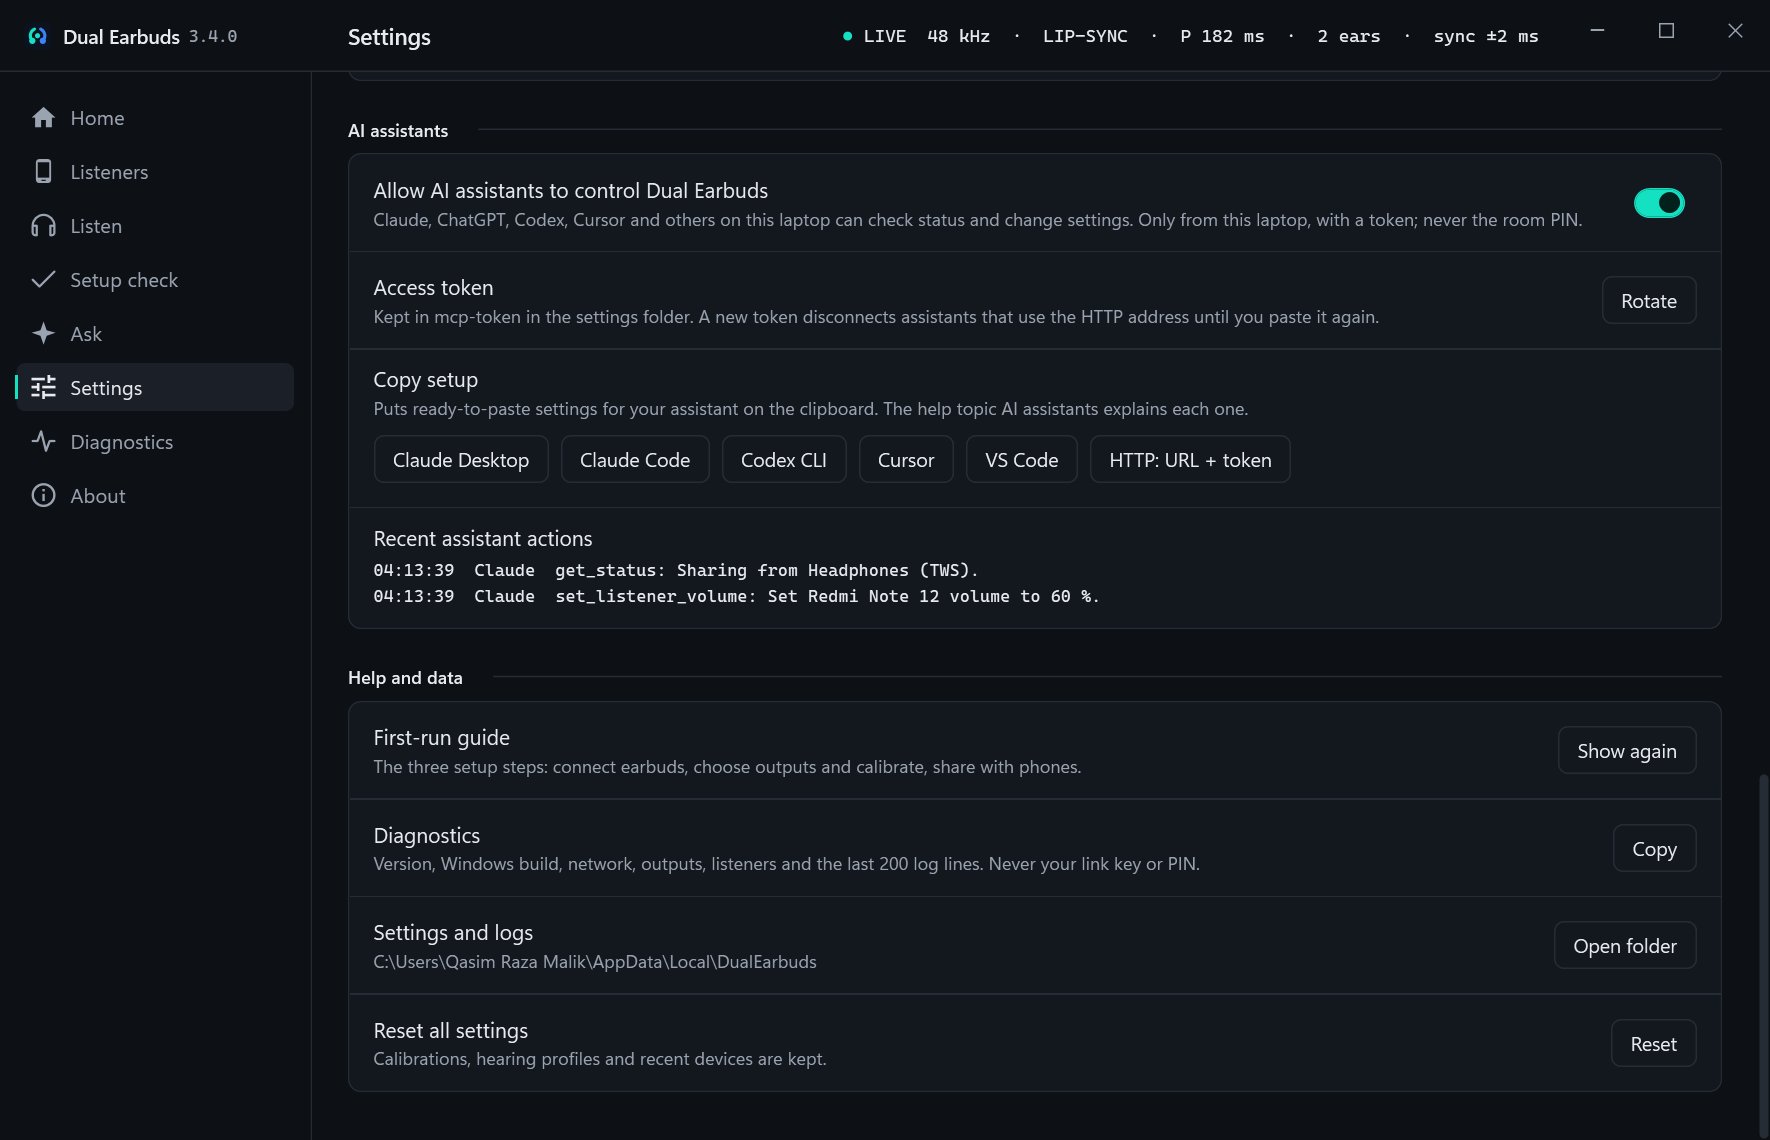 Dual Earbuds 3.4.0
Settings
LIVE 48 kHz · LIP-SYNC · P 182 ms · 2 ears · sync ±2 ms
Home
Listeners
Listen
Setup check
Ask
Settings
Diagnostics
About
AI assistants
Allow AI assistants to control Dual Earbuds
Claude, ChatGPT, Codex, Cursor and others on this laptop can check status and change settings. Only from this laptop, with a token; never the room PIN.
Access token
Kept in mcp-token in the settings folder. A new token disconnects assistants that use the HTTP address until you paste it again.
Rotate
Copy setup
Puts ready-to-paste settings for your assistant on the clipboard. The help topic AI assistants explains each one.
Claude Desktop Claude Code Codex CLI Cursor VS Code HTTP: URL + token
Recent assistant actions
04:13:39 Claude get_status: Sharing from Headphones (TWS).
04:13:39 Claude set_listener_volume: Set Redmi Note 12 volume to 60 %.
Help and data
First-run guide
The three setup steps: connect earbuds, choose outputs and calibrate, share with phones.
Show again
Diagnostics
Version, Windows build, network, outputs, listeners and the last 200 log lines. Never your link key or PIN.
Copy
Settings and logs
C:\Users\Qasim Raza Malik\AppData\Local\DualEarbuds
Open folder
Reset all settings
Calibrations, hearing profiles and recent devices are kept.
Reset